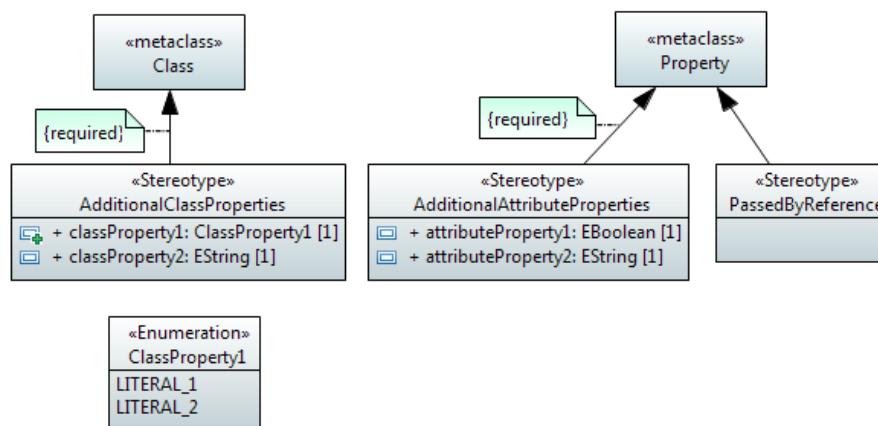 «metaclass»
Class
{required}
«Stereotype»
AdditionalClassProperties
+ classProperty1: ClassProperty1 [1]
+ classProperty2: EString [1]
«Enumeration»
ClassProperty1
LITERAL_1
LITERAL_2
«metaclass»
Property
{required}
«Stereotype»
AdditionalAttributeProperties
+ attributeProperty1: EBoolean [1]
+ attributeProperty2: EString [1]
«Stereotype»
PassedByReference